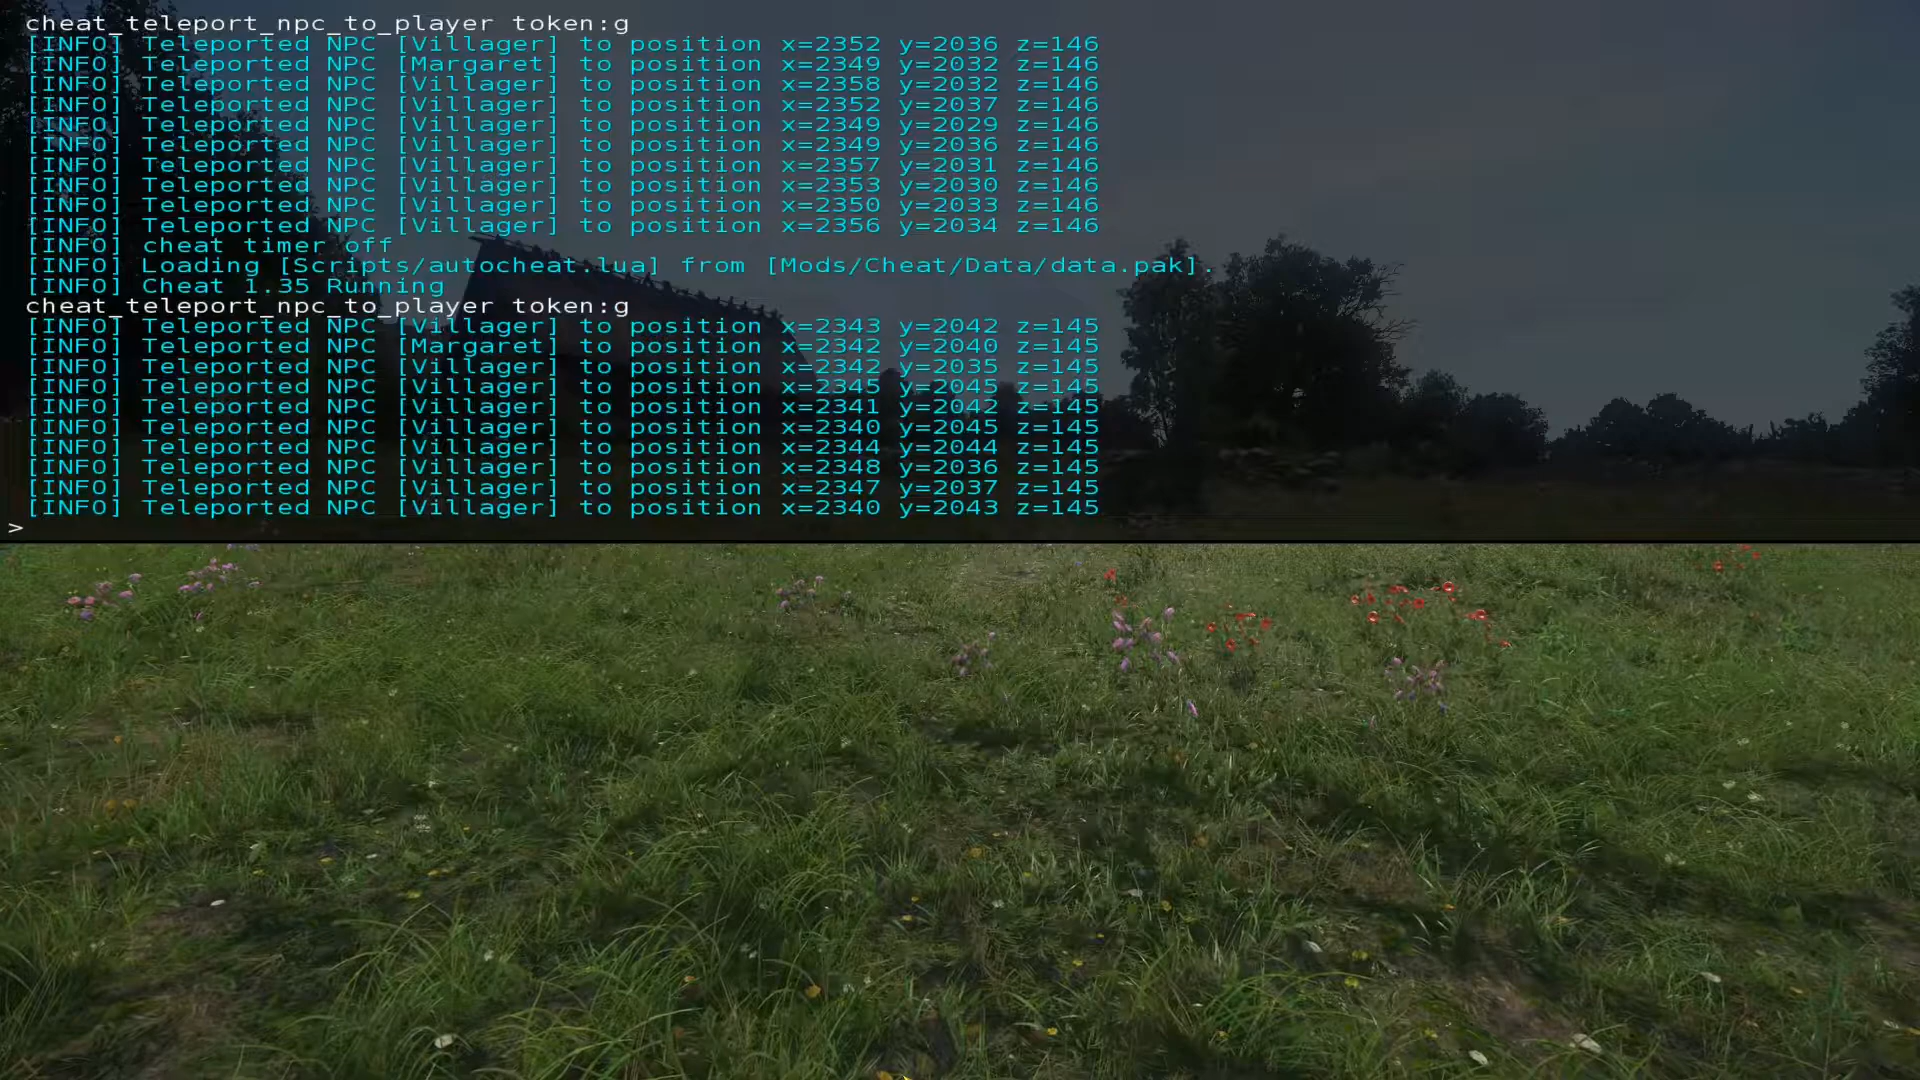 cheat_teleport_npc_to_player token:g
[INFO] Teleported NPC [Villager] to position x=2352 y=2036 z=146
[INFO] Teleported NPC [Margaret] to position x=2349 y=2032 z=146
[INFO] Teleported NPC [Villager] to position x=2358 y=2032 z=146
[INFO] Teleported NPC [Villager] to position x=2352 y=2037 z=146
[INFO] Teleported NPC [Villager] to position x=2349 y=2029 z=146
[INFO] Teleported NPC [Villager] to position x=2349 y=2036 z=146
[INFO] Teleported NPC [Villager] to position x=2357 y=2031 z=146
[INFO] Teleported NPC [Villager] to position x=2353 y=2030 z=146
[INFO] Teleported NPC [Villager] to position x=2350 y=2033 z=146
[INFO] Teleported NPC [Villager] to position x=2356 y=2034 z=146
[INFO] cheat timer off
[INFO] Loading [Scripts/autocheat.lua] from [Mods/Cheat/Data/data.pak].
[INFO] Cheat 1.35 Running
cheat_teleport_npc_to_player token:g
[INFO] Teleported NPC [Villager] to position x=2343 y=2042 z=145
[INFO] Teleported NPC [Margaret] to position x=2342 y=2040 z=145
[INFO] Teleported NPC [Villager] to position x=2342 y=2035 z=145
[INFO] Teleported NPC [Villager] to position x=2345 y=2045 z=145
[INFO] Teleported NPC [Villager] to position x=2341 y=2042 z=145
[INFO] Teleported NPC [Villager] to position x=2340 y=2045 z=145
[INFO] Teleported NPC [Villager] to position x=2344 y=2044 z=145
[INFO] Teleported NPC [Villager] to position x=2348 y=2036 z=145
[INFO] Teleported NPC [Villager] to position x=2347 y=2037 z=145
[INFO] Teleported NPC [Villager] to position x=2340 y=2043 z=145
>